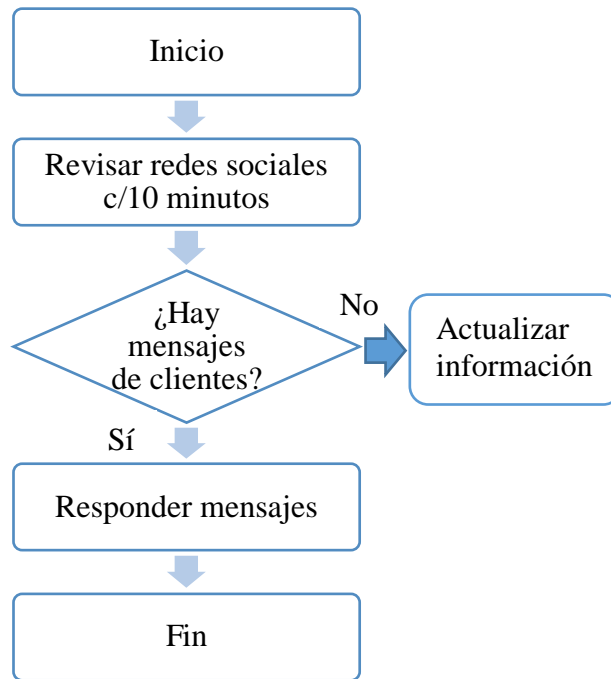 Inicio
Revisar redes sociales
c/10 minutos
¿Hay
mensajes
de clientes?
No
Actualizar
información
Sí
Responder mensajes
Fin